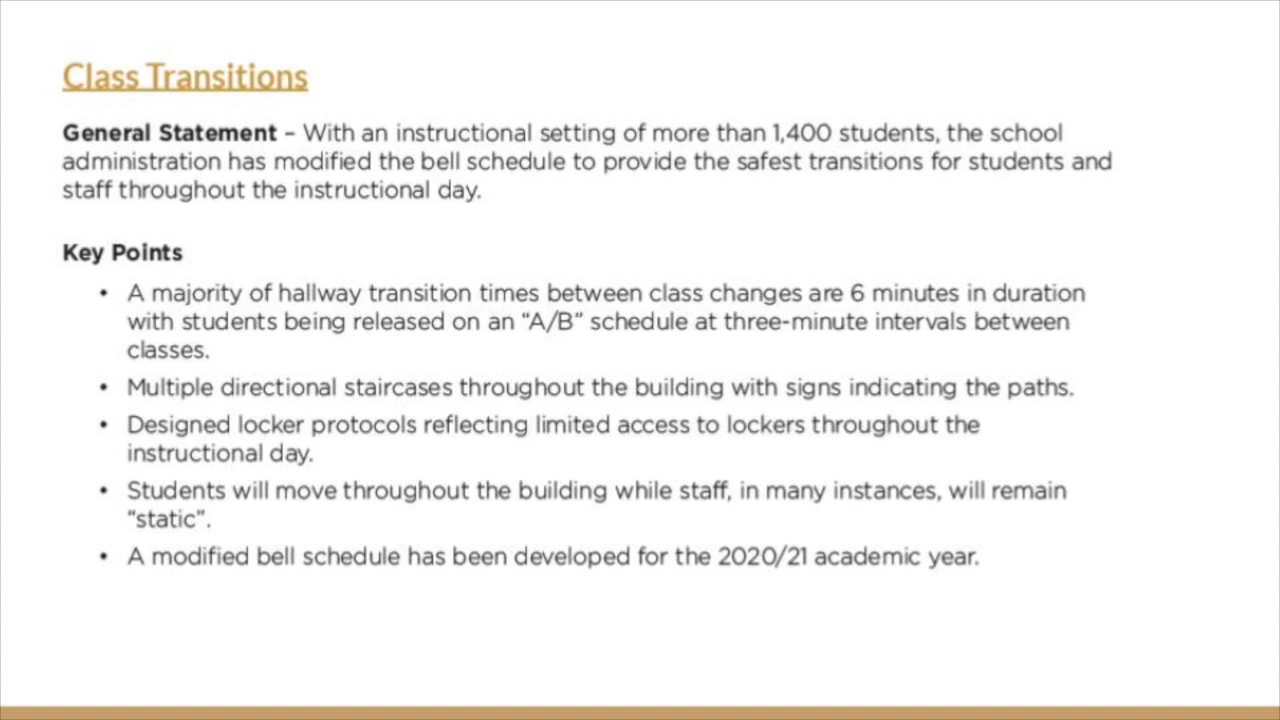 Class Transitions
General Statement – With an instructional setting of more than 1,400 students, the school
administration has modified the bell schedule to provide the safest transitions for students and
staff throughout the instructional day.
Key Points
• A majority of hallway transition times between class changes are 6 minutes in duration
with students being released on an “A/B” schedule at three-minute intervals between
classes.
• Multiple directional staircases throughout the building with signs indicating the paths.
• Designed locker protocols reflecting limited access to lockers throughout the
instructional day.
• Students will move throughout the building while staff, in many instances, will remain
“static”.
• A modified bell schedule has been developed for the 2020/21 academic year.